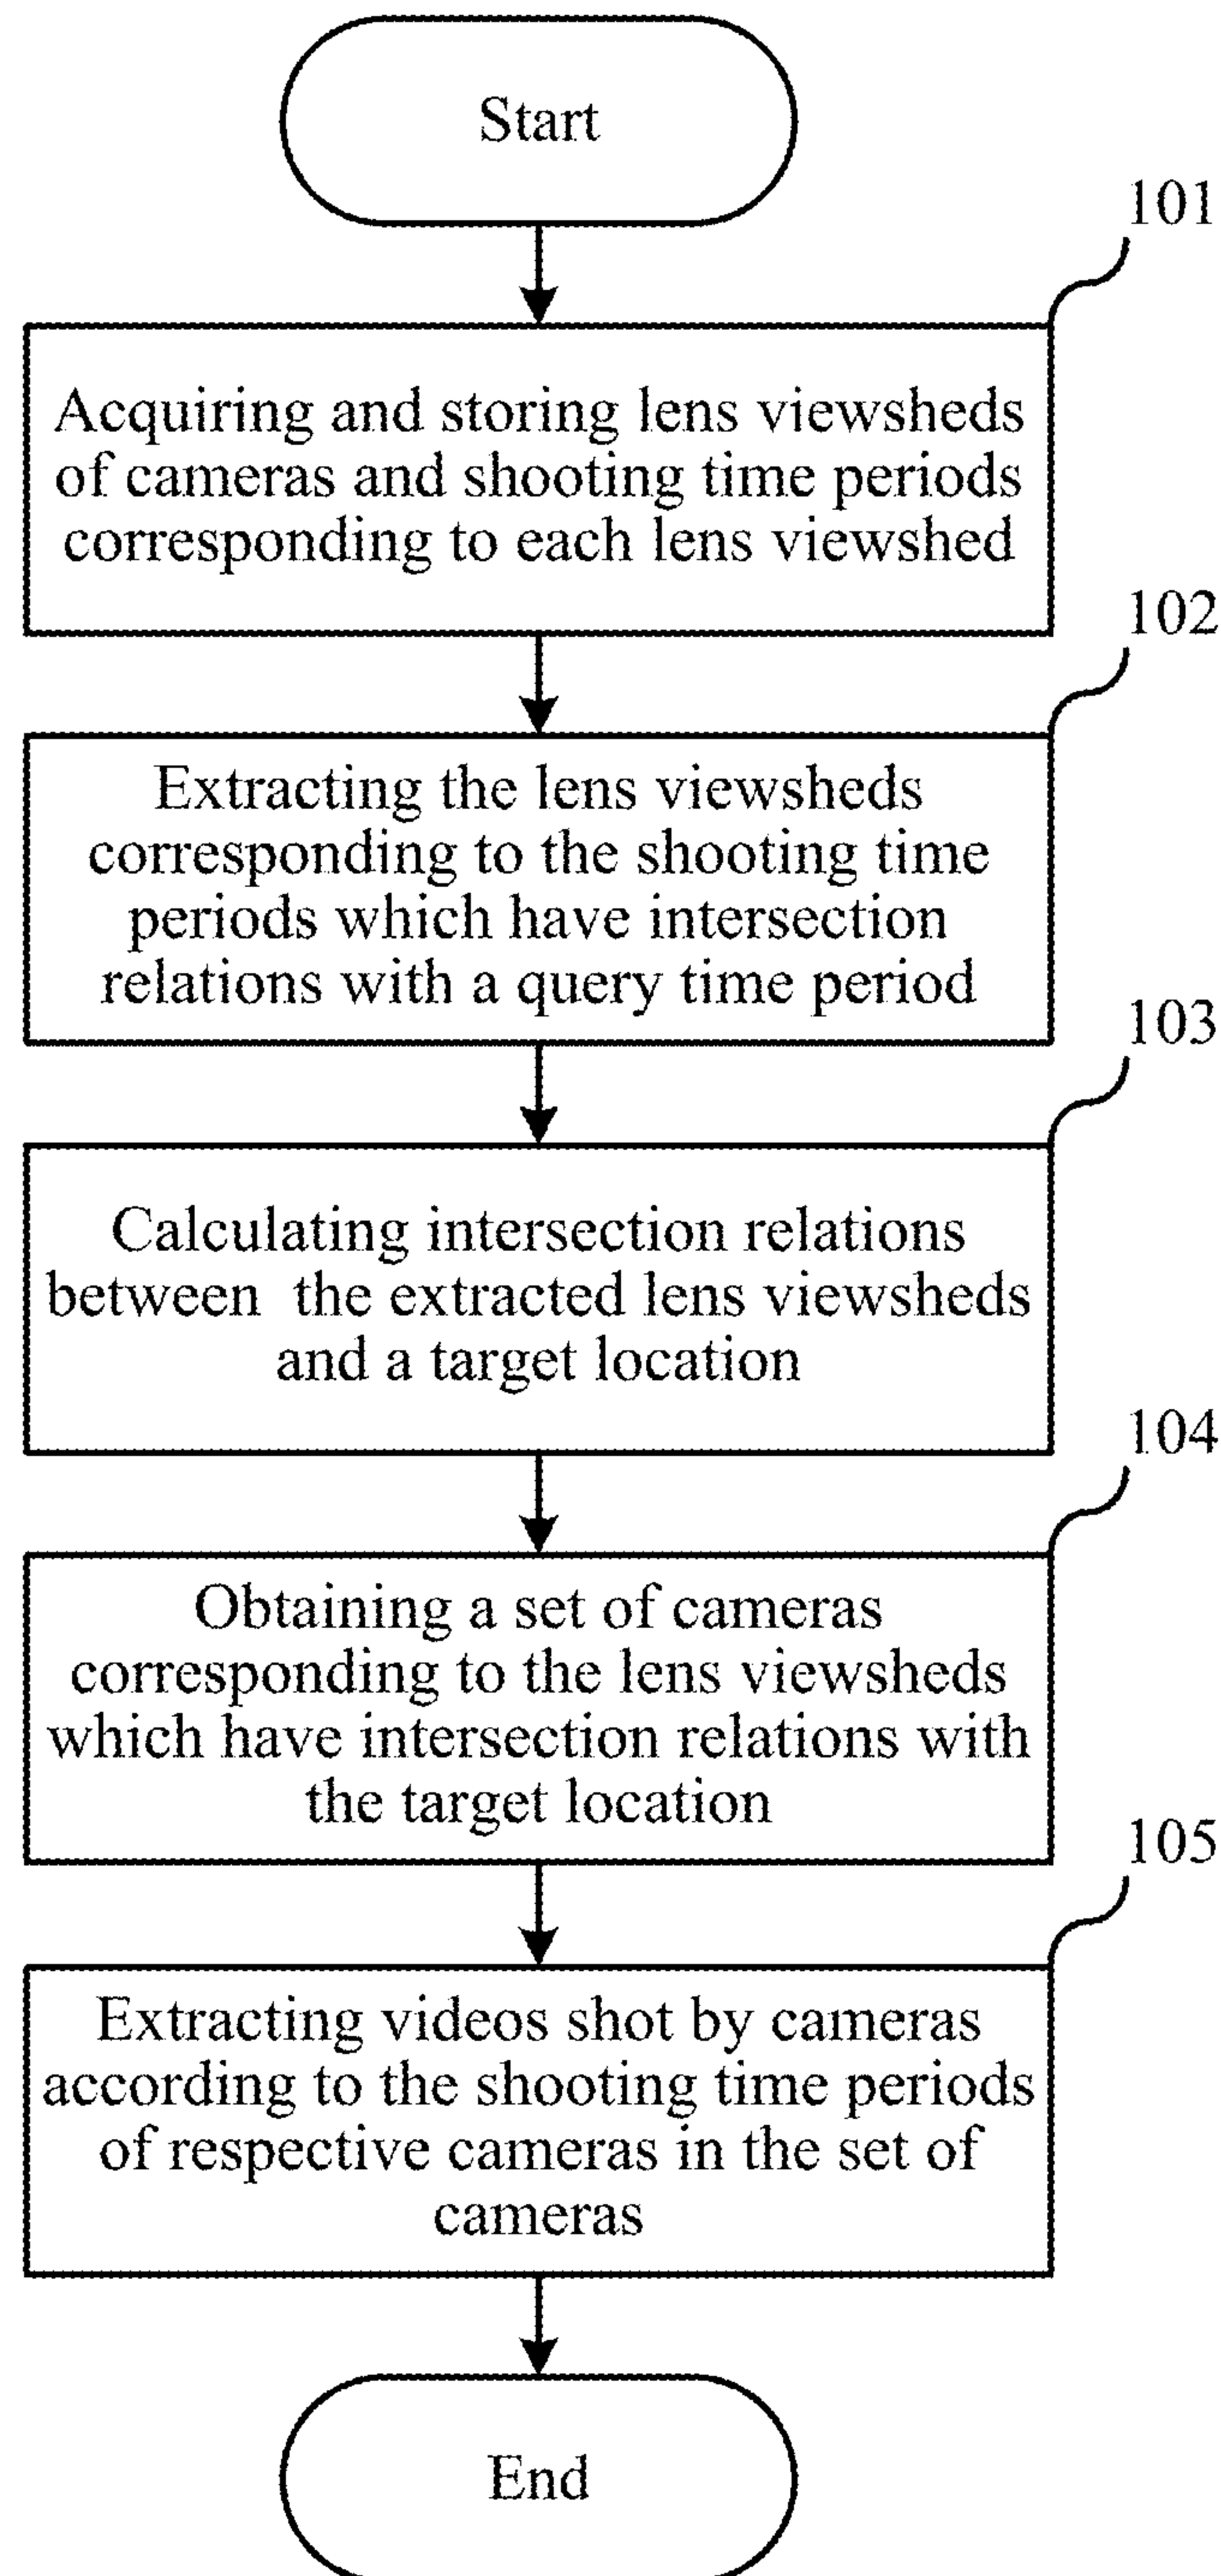 Start
101
Acquiring and storing lens viewsheds
of cameras and shooting time periods
corresponding to each lens viewshed
102
Extracting the lens viewsheds
corresponding to the shooting time
periods which have intersection
relations with a query time period
103
Calculating intersection relations
between the extracted lens viewsheds
and a target location
104
Obtaining a set of cameras
corresponding to the lens viewsheds
which have intersection relations with
the target location
105
Extracting videos shot by cameras
according to the shooting time periods
of respective cameras in the set of
cameras
End